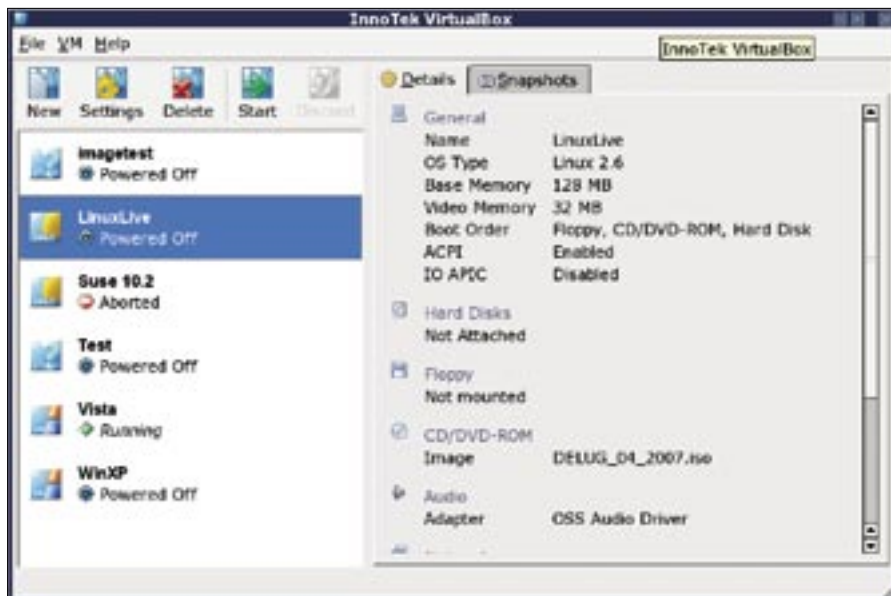 InnoTek VirtualBox
File VM Help
InnoTek VirtualBox
New Settings Delete Start Discard
Details Snapshots
imagetest
Powered Off
LinuxLive
Powered Off
Suse 10.2
Aborted
Test
Powered Off
Vista
Running
WinXP
Powered Off
General
Name LinuxLive
OS Type Linux 2.6
Base Memory 128 MB
Video Memory 32 MB
Boot Order Floppy, CD/DVD-ROM, Hard Disk
ACPI Enabled
IO APIC Disabled
Hard Disks
Not Attached
Floppy
Not mounted
CD/DVD-ROM
Image DELUG_04_2007.iso
Audio
Adapter OSS Audio Driver